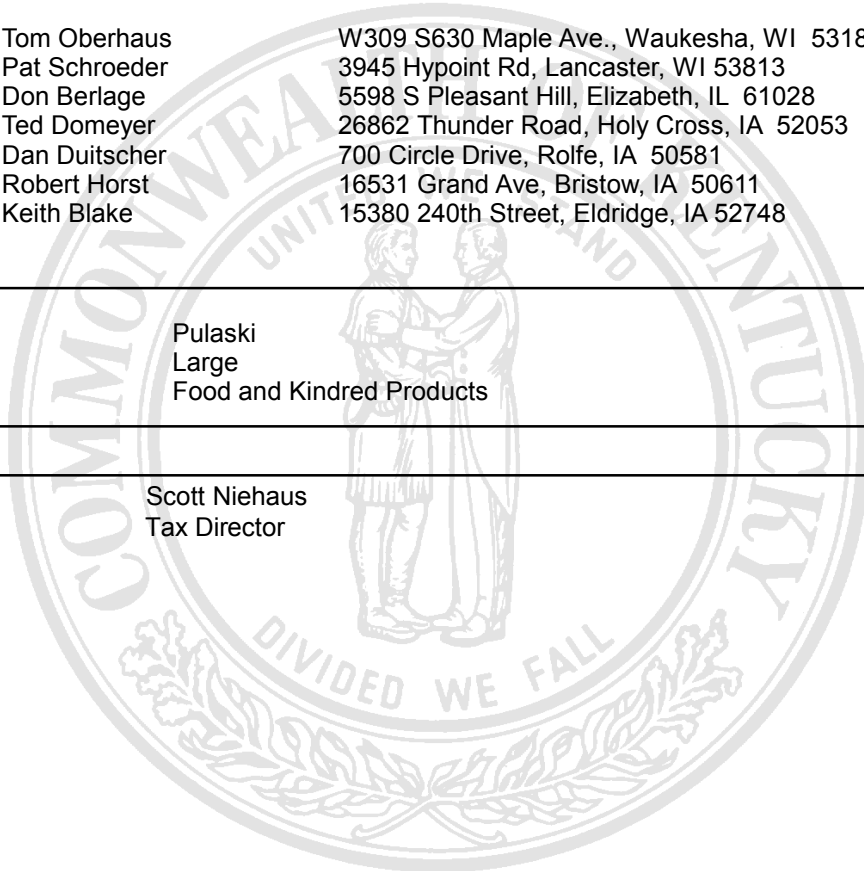 Tom Oberhaus W309 S630 Maple Ave., Waukesha, WI 5318
Pat Schroeder 3945 Hypoint Rd, Lancaster, WI 53813
Don Berlage 5598 S Pleasant Hill, Elizabeth, IL 61028
Ted Domeyer 26862 Thunder Road, Holy Cross, IA 52053
Dan Duitscher 700 Circle Drive, Rolfe, IA 50581
Robert Horst 16531 Grand Ave, Bristow, IA 50611
Keith Blake 15380 240th Street, Eldridge, IA 52748
Pulaski
Large
Food and Kindred Products
Scott Niehaus
Tax Director
COMMONWEALTH OF KENTUCKY
UNITED WE STAND
DIVIDED WE FALL